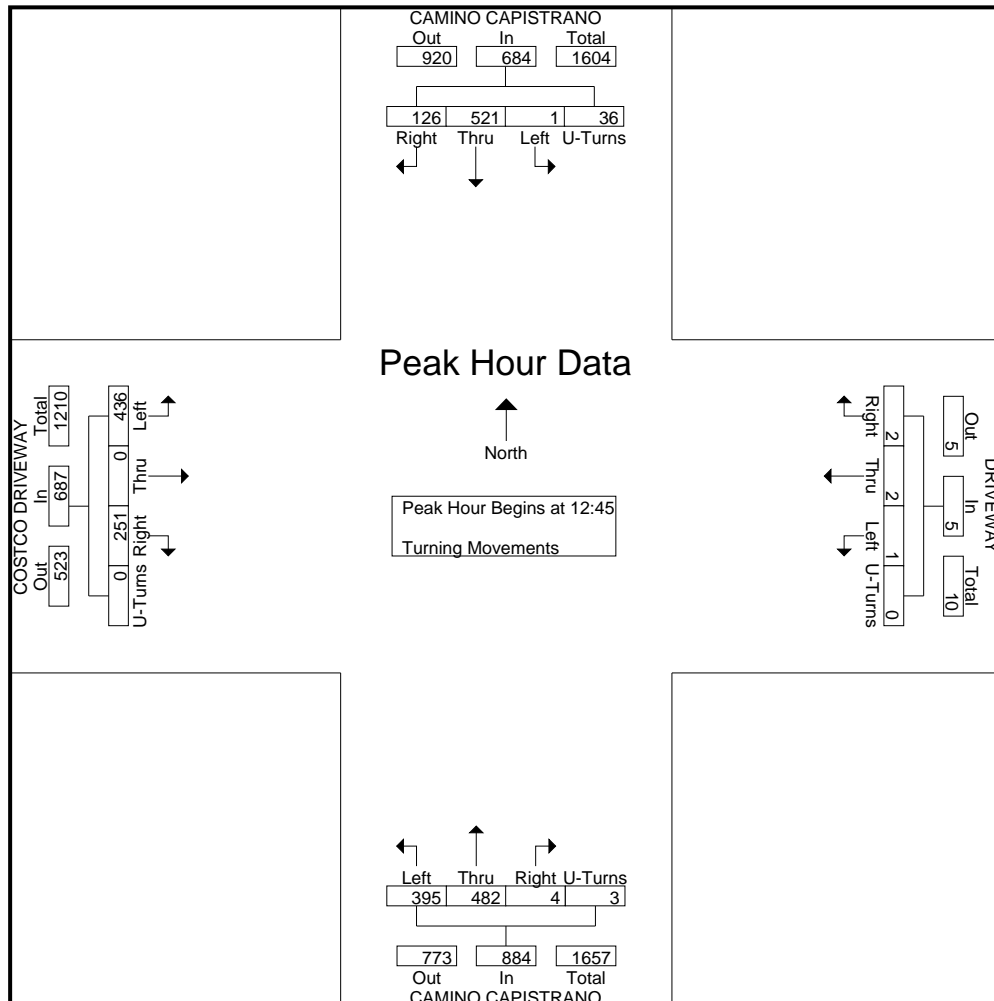 CAMINO CAPISTRANO
Out In Total
920 684 1604
126 521 1 36
Right Thru Left U-Turns
Peak Hour Data
North
Peak Hour Begins at 12:45
Turning Movements
COSTCO DRIVEWAY
Out In Total
523 687 1210
0 251 0 436
U-Turns Right Thru Left
DRIVEWAY
Out In Total
5 5 10
2 2 1 0
Right Thru Left U-Turns
Left Thru Right U-Turns
395 482 4 3
773 884 1657
Out In Total
CAMINO CAPISTRANO